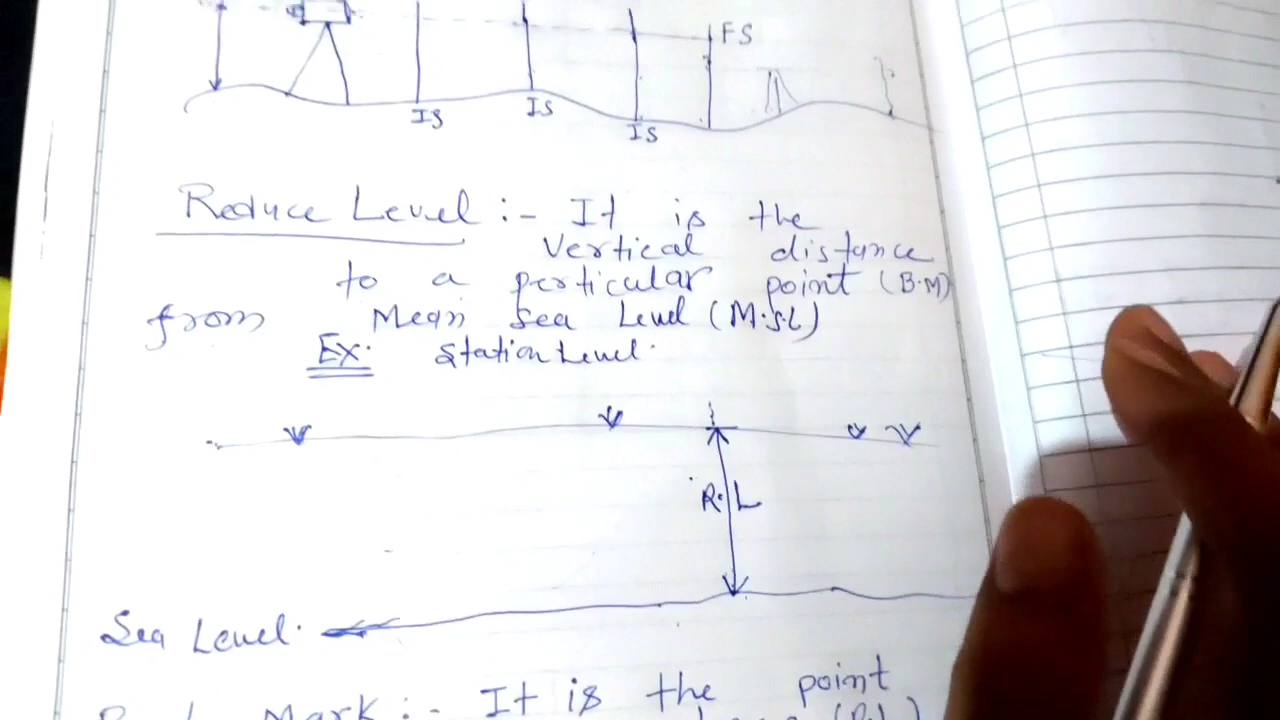 FS
IS
IS
IS
Reduce Level :- It is the
vertical distance
to a perticular point (B.M)
from Mean Sea Level (M.S.L)
Ex: Station Level.
R.L
Sea Level.
Mark :- It is the point